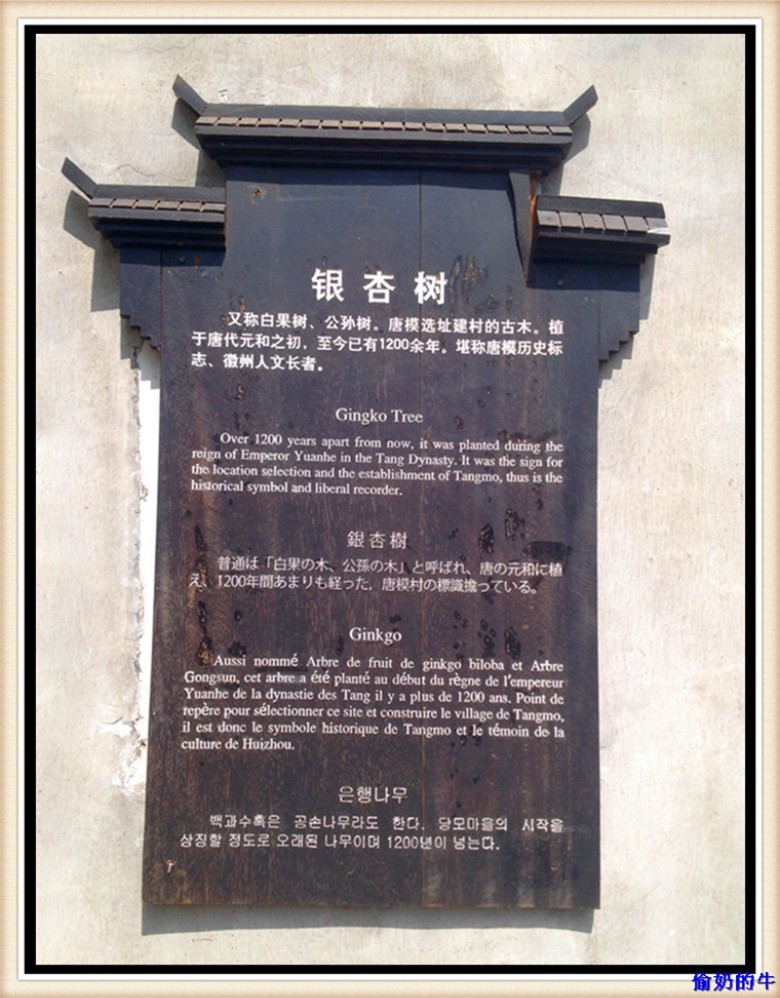 银杏树
又称白果树、公孙树。唐模选址建村的古木。植
于唐代元和之初，至今已有1200余年。堪称唐模历史标
志、徽州人文长者。
Gingko Tree
Over 1200 years apart from now, it was planted during the
reign of Emperor Yuanhe in the Tang Dynasty. It was the sign for
the location selection and the establishment of Tangmo, thus is the
historical symbol and liberal recorder.
銀杏樹
普通は「白果の木、公孫の木」と呼ばれ、唐の元和に植
え、1200年間あまりも経った，唐模村の標識擔っている。
Ginkgo
Aussi nommé Arbre de fruit de ginkgo biloba et Arbre
Gongsun, cet arbre a été planté au début du règne de l'empereur
Yuanhe de la dynastie des Tang il y a plus de 1200 ans. Point de
repère pour sélectionner ce site et construire le village de Tangmo,
il est donc le symbole historique de Tangmo et le témoin de la
culture de Huizhou.
은행나무
백과수혹은 공손나무라도 한다. 당모마을의 시작을
상징할 정도로 오래된 나무이며 1200년이 넝는다.
偷奶的牛